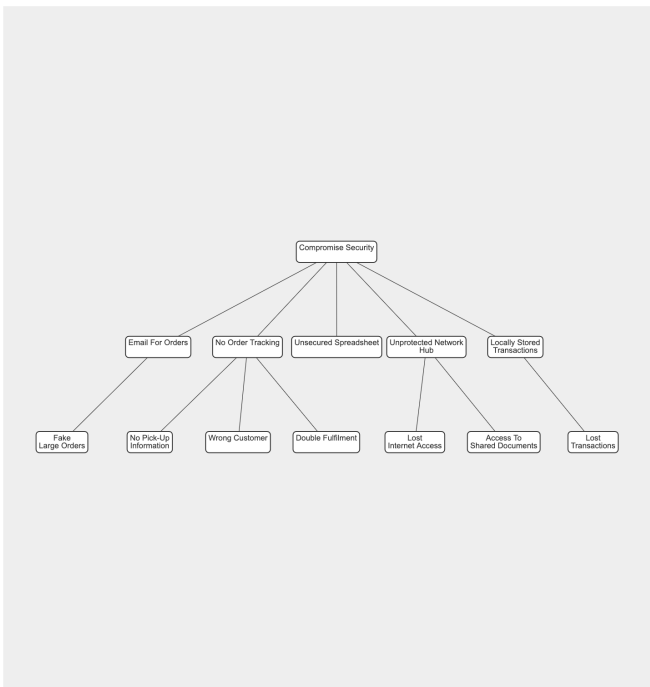 Compromise Security
Email For Orders
No Order Tracking
Unsecured Spreadsheet
Unprotected Network
Hub
Locally Stored
Transactions
Fake
Large Orders
No Pick-Up
Information
Wrong Customer
Double Fulfilment
Lost
Internet Access
Access To
Shared Documents
Lost
Transactions